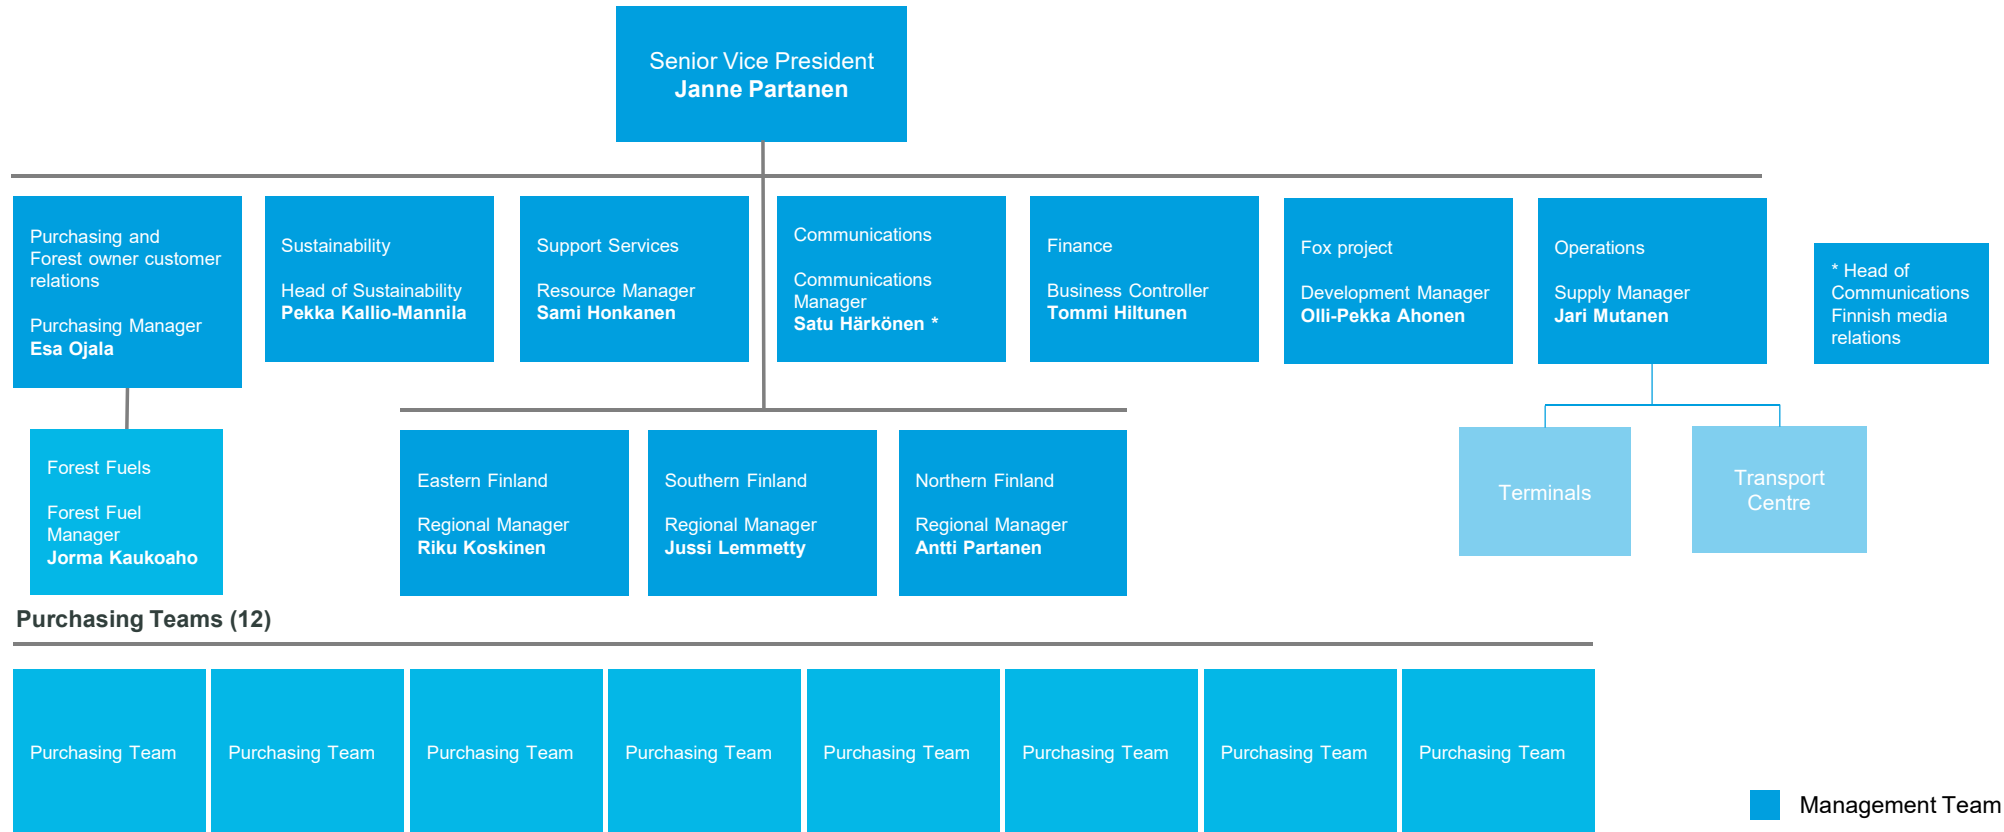 Senior Vice President
Janne Partanen
Purchasing and
Forest owner customer
relations
Purchasing Manager
Esa Ojala
Sustainability
Head of Sustainability
Pekka Kallio-Mannila
Support Services
Resource Manager
Sami Honkanen
Communications
Communications
Manager
Satu Härkönen *
Finance
Business Controller
Tommi Hiltunen
Fox project
Development Manager
Olli-Pekka Ahonen
Operations
Supply Manager
Jari Mutanen
* Head of
Communications
Finnish media
relations
Forest Fuels
Forest Fuel
Manager
Jorma Kaukoaho
Eastern Finland
Regional Manager
Riku Koskinen
Southern Finland
Regional Manager
Jussi Lemmetty
Northern Finland
Regional Manager
Antti Partanen
Terminals
Transport
Centre
Purchasing Teams (12)
Purchasing Team
Purchasing Team
Purchasing Team
Purchasing Team
Purchasing Team
Purchasing Team
Purchasing Team
Purchasing Team
Management Team